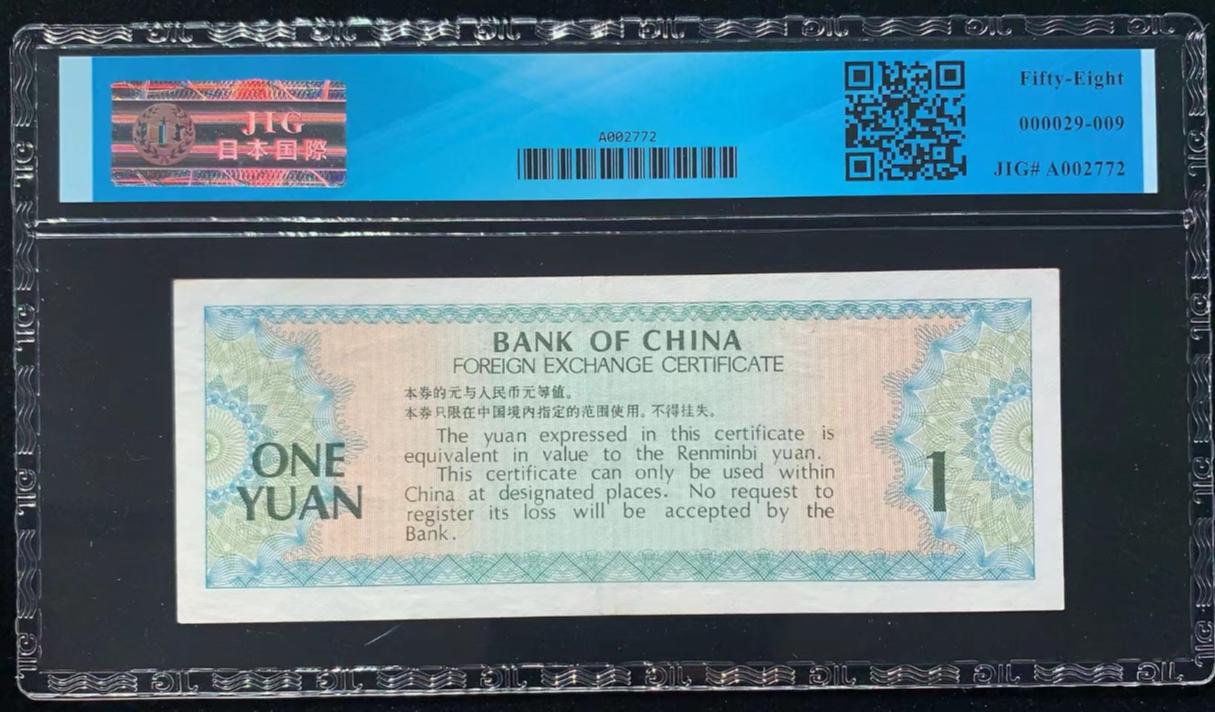 JIG
日本国際
A002772
Fifty-Eight
000029-009
JIG# A002772
BANK OF CHINA
FOREIGN EXCHANGE CERTIFICATE
本券的元与人民币元等值。
本券只限在中国境内指定的范围使用。不得挂失。
The yuan expressed in this certificate is
equivalent in value to the Renminbi yuan.
This certificate can only be used within
China at designated places. No request to
register its loss will be accepted by the
Bank.
ONE
YUAN
1